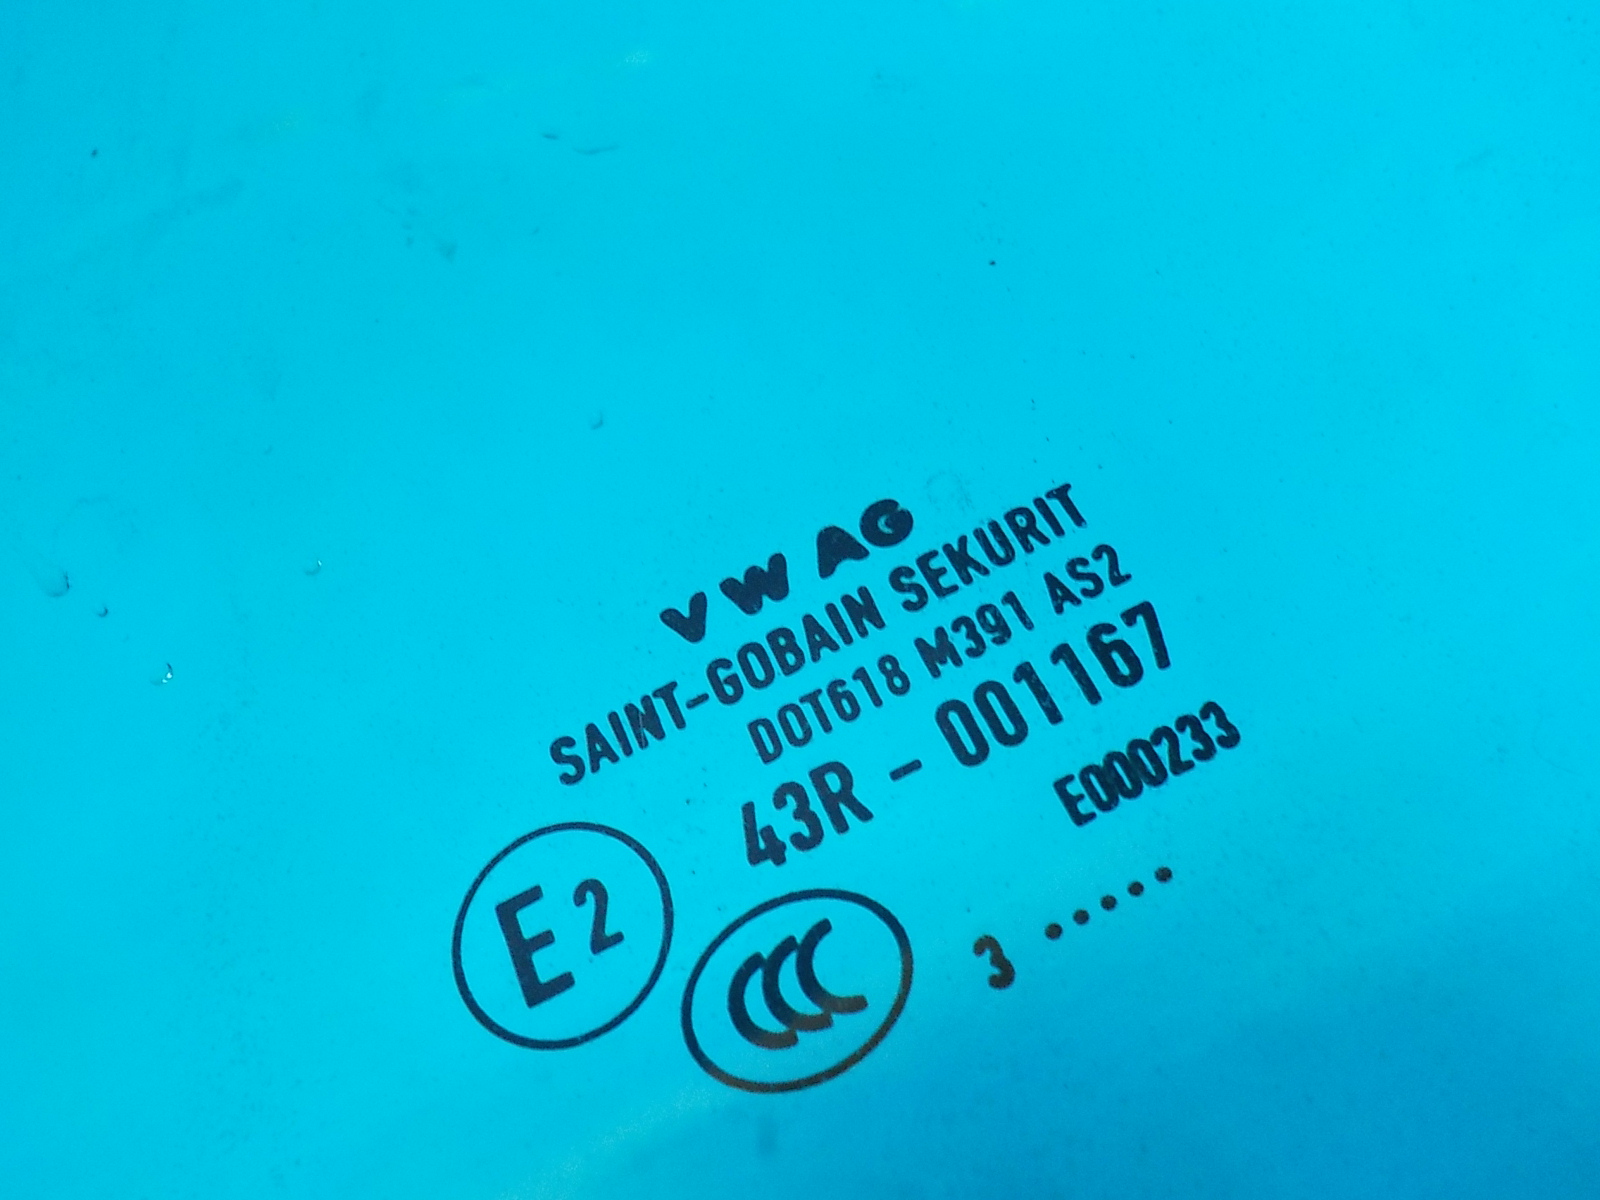 VW AG
SAINT-GOBAIN SEKURIT
DOT618 M391 AS2
43R - 001167
E000233
E2
CCC
3 .....